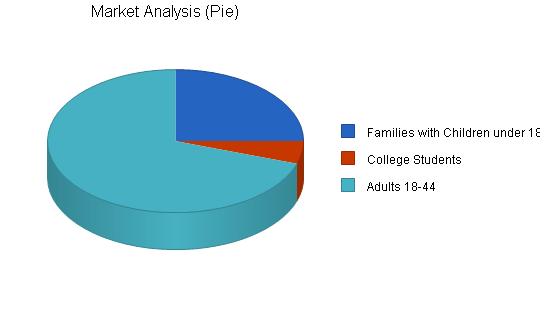 Market Analysis (Pie)
Families with Children under 18
College Students
Adults 18-44